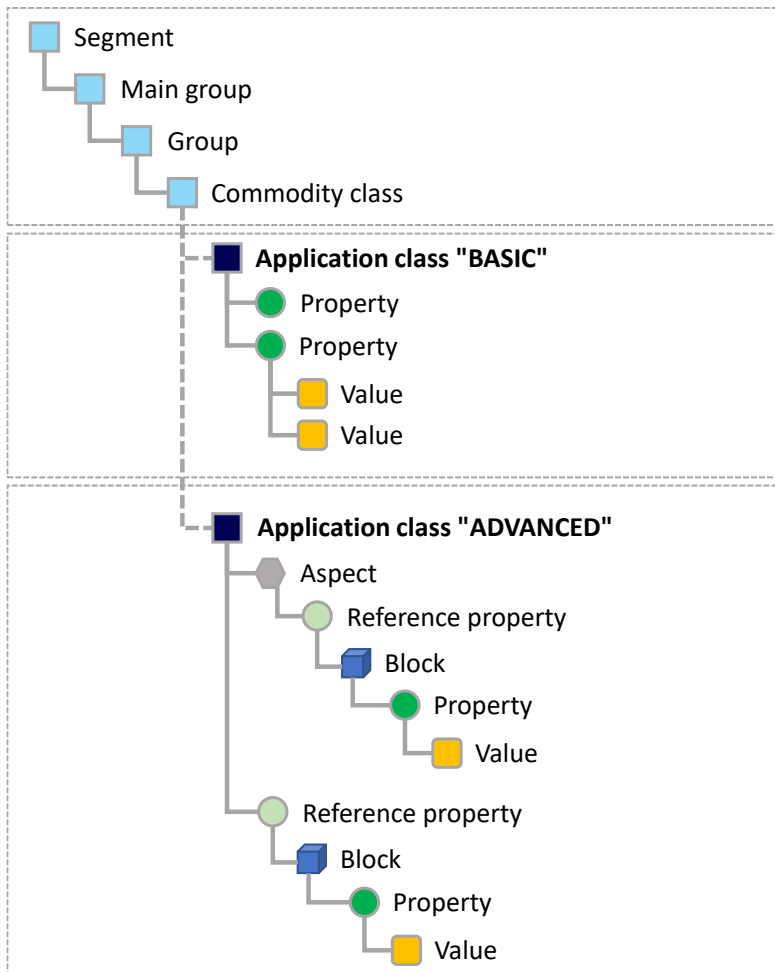 Segment
Main group
Group
Commodity class
Application class "BASIC"
Property
Property
Value
Value
Application class "ADVANCED"
Aspect
Reference property
Block
Property
Value
Reference property
Block
Property
Value